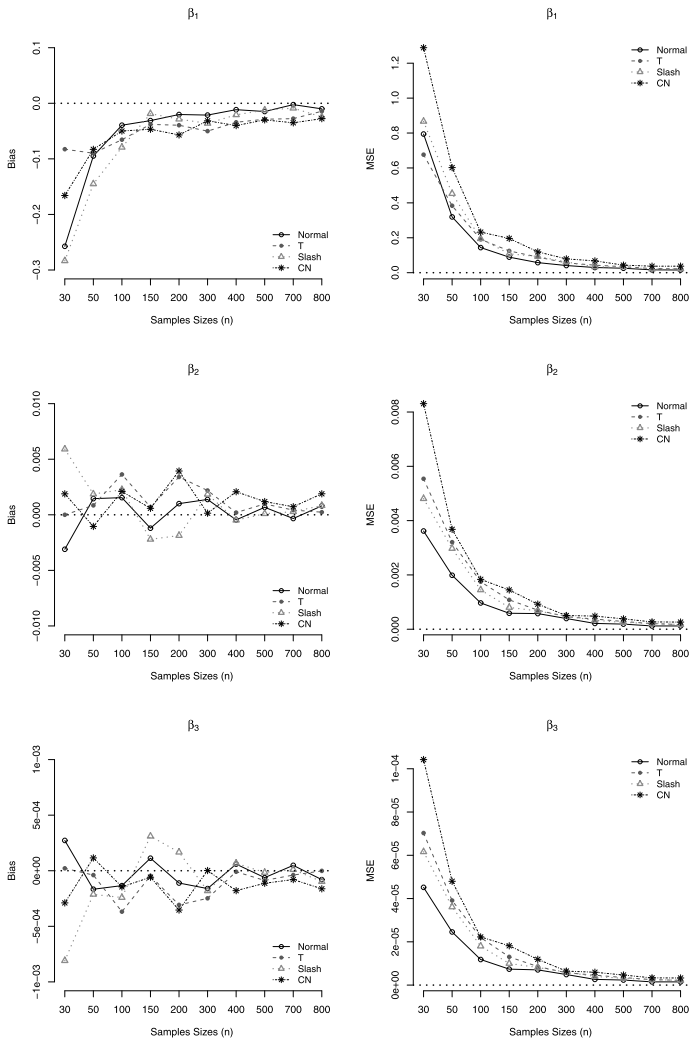 β1
0.1
0.0
−0.1
−0.2
−0.3
Bias
Normal
T
Slash
CN
30 50 100 150 200 300 400 500 700 800
Samples Sizes (n)
β1
1.2
1.0
0.8
0.6
0.4
0.2
0.0
MSE
Normal
T
Slash
CN
30 50 100 150 200 300 400 500 700 800
Samples Sizes (n)
β2
0.010
0.005
0.000
−0.005
−0.010
Bias
Normal
T
Slash
CN
30 50 100 150 200 300 400 500 700 800
Samples Sizes (n)
β2
0.008
0.006
0.004
0.002
0.000
MSE
Normal
T
Slash
CN
30 50 100 150 200 300 400 500 700 800
Samples Sizes (n)
β3
1e−03
5e−04
0e+00
−5e−04
−1e−03
Bias
Normal
T
Slash
CN
30 50 100 150 200 300 400 500 700 800
Samples Sizes (n)
β3
1e−04
8e−05
6e−05
4e−05
2e−05
0e+00
MSE
Normal
T
Slash
CN
30 50 100 150 200 300 400 500 700 800
Samples Sizes (n)